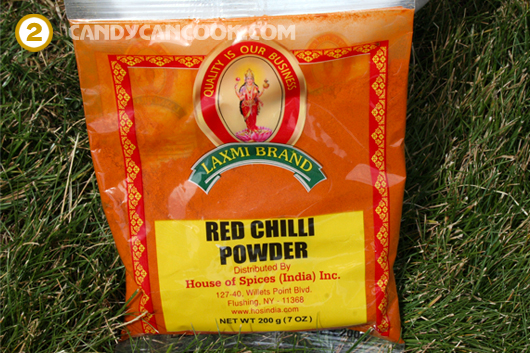 2 CANDYCANCOOK.COM
QUALITY IS OUR BUSINESS
LAXMI BRAND
RED CHILLI
POWDER
Distributed By
House of Spices (India) Inc.
127-40, Willets Point Blvd.
Flushing, NY - 11368
www.hosindia.com
NET WT 200 g (7 OZ)